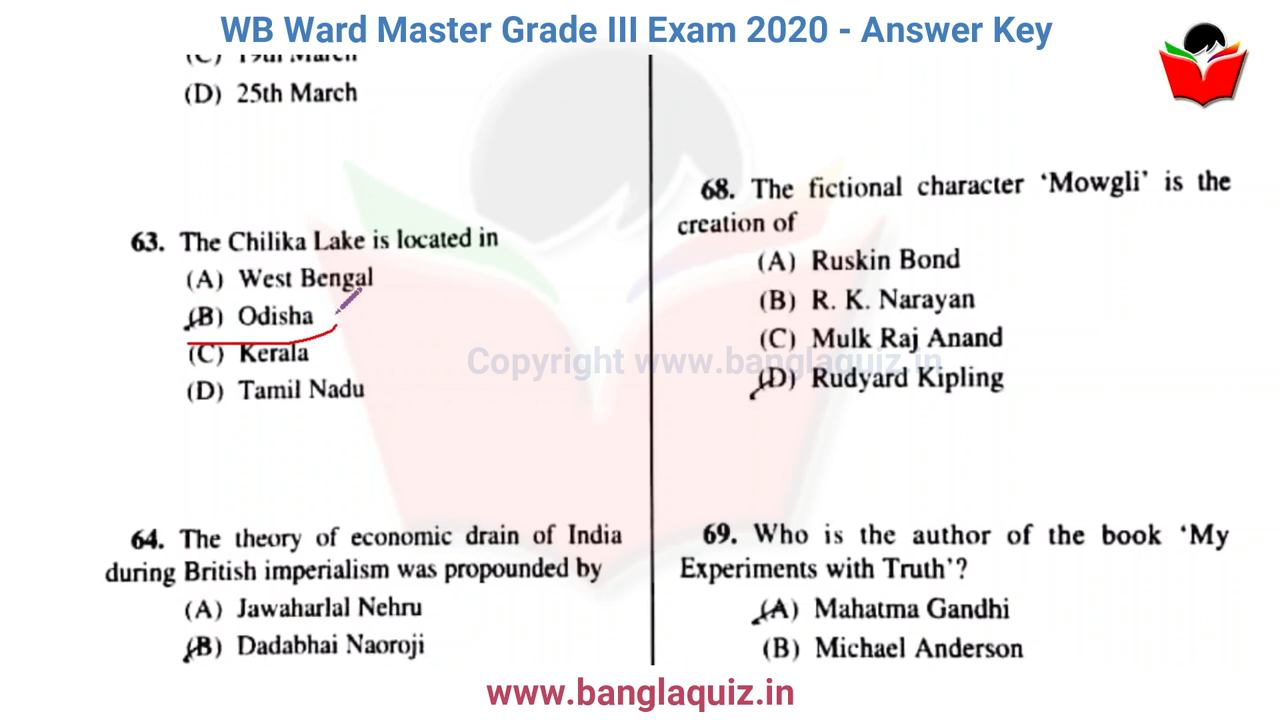 WB Ward Master Grade III Exam 2020 - Answer Key
(C) 19th March
(D) 25th March
63. The Chilika Lake is located in
(A) West Bengal
(B) Odisha
(C) Kerala
(D) Tamil Nadu
64. The theory of economic drain of India
during British imperialism was propounded by
(A) Jawaharlal Nehru
(B) Dadabhai Naoroji
68. The fictional character ‘Mowgli’ is the
creation of
(A) Ruskin Bond
(B) R. K. Narayan
(C) Mulk Raj Anand
(D) Rudyard Kipling
69. Who is the author of the book ‘My
Experiments with Truth’?
(A) Mahatma Gandhi
(B) Michael Anderson
Copyright www.banglaquiz.in
www.banglaquiz.in